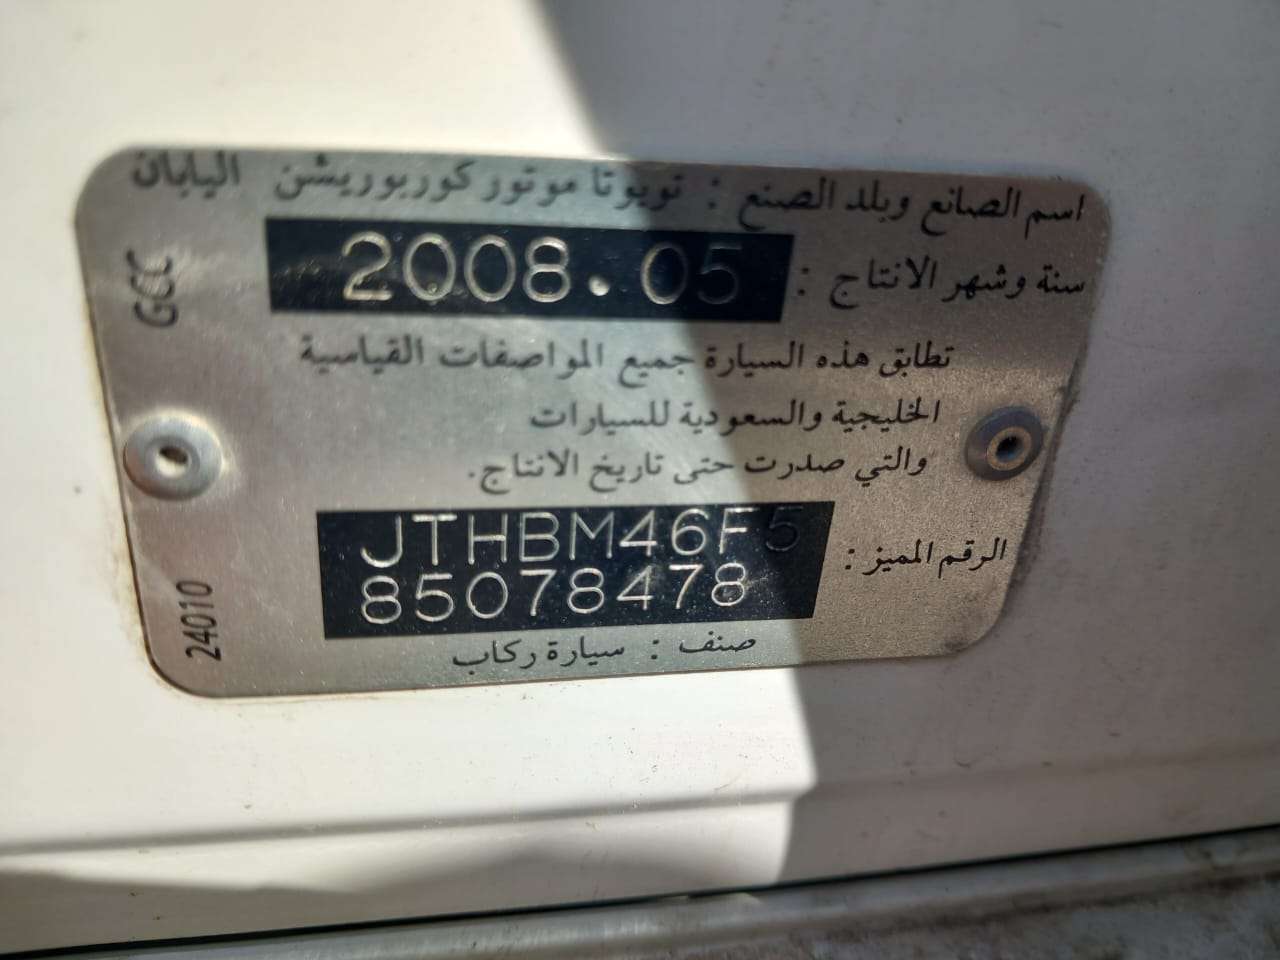 اسم الصانع وبلد الصنع : تويوتا موتور كوربوريشن اليابان
سنة وشهر الانتاج : 2008.05
تطابق هذه السيارة جميع المواصفات القياسية
الخليجية والسعودية للسيارات
والتي صدرت حتى تاريخ الانتاج.
الرقم المميز : JTHBM46F5
85078478
صنف : سيارة ركاب
GCC
24010